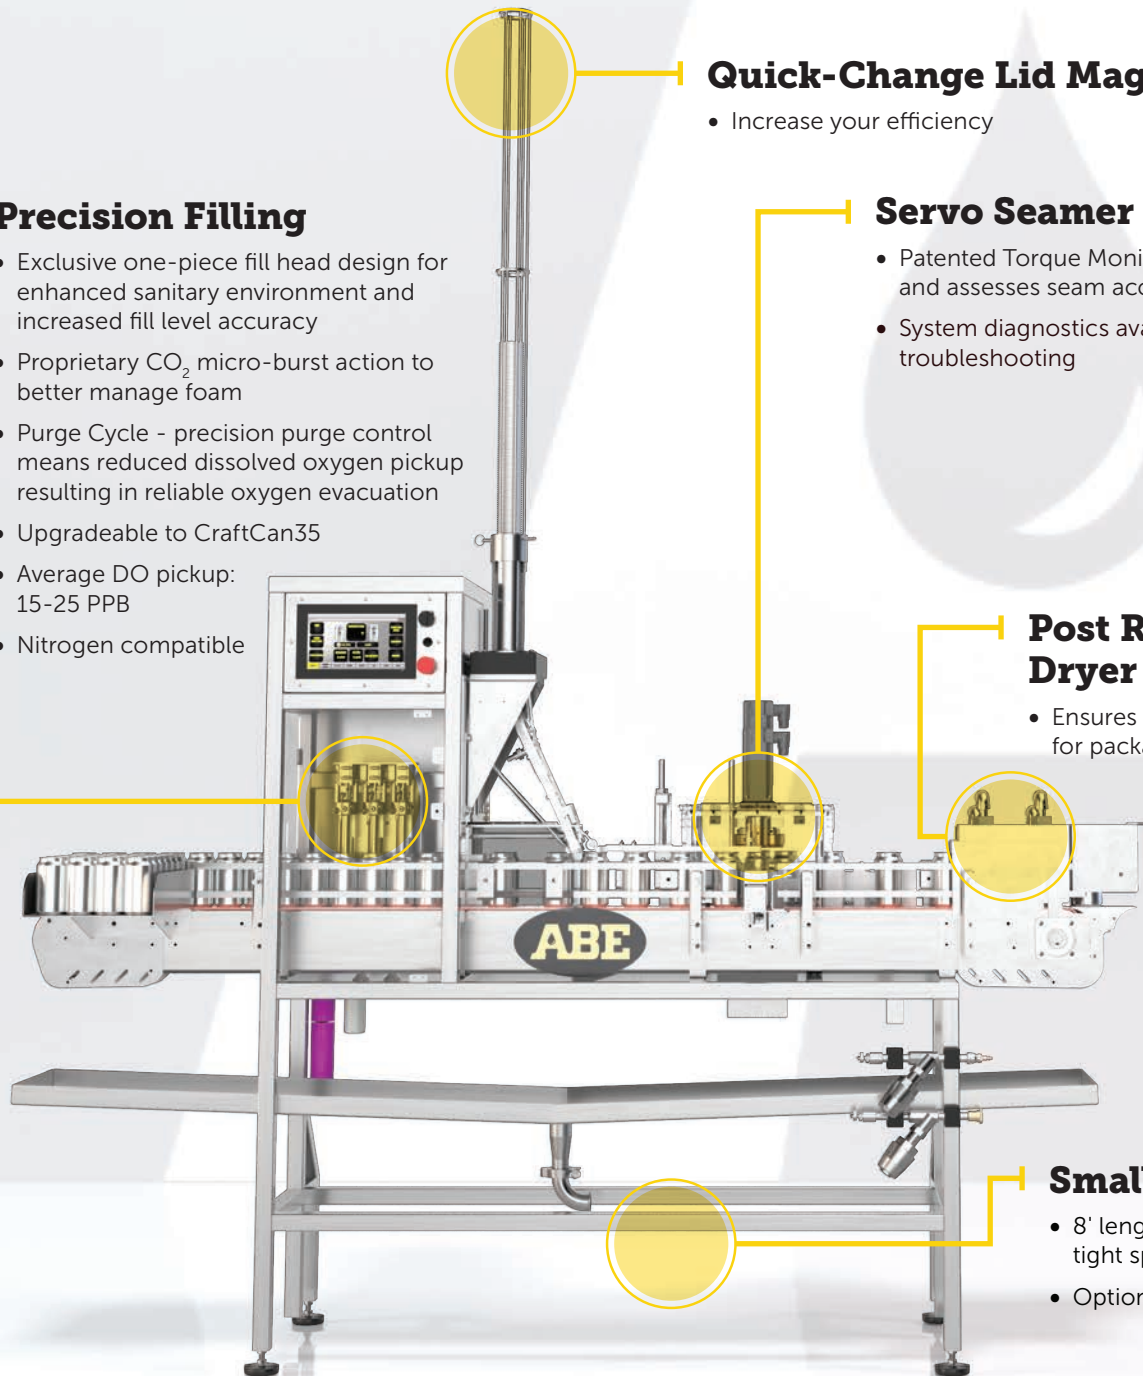 Quick-Change Lid Mag
• Increase your efficiency
Precision Filling
• Exclusive one-piece fill head design for
enhanced sanitary environment and
increased fill level accuracy
• Proprietary CO₂ micro-burst action to
better manage foam
• Purge Cycle - precision purge control
means reduced dissolved oxygen pickup
resulting in reliable oxygen evacuation
• Upgradeable to CraftCan35
• Average DO pickup:
15-25 PPB
• Nitrogen compatible
Servo Seamer
• Patented Torque Moni
and assesses seam acc
• System diagnostics ava
troubleshooting
Post R
Dryer
• Ensures
for packa
ABE
Small
• 8' leng
tight sp
• Option